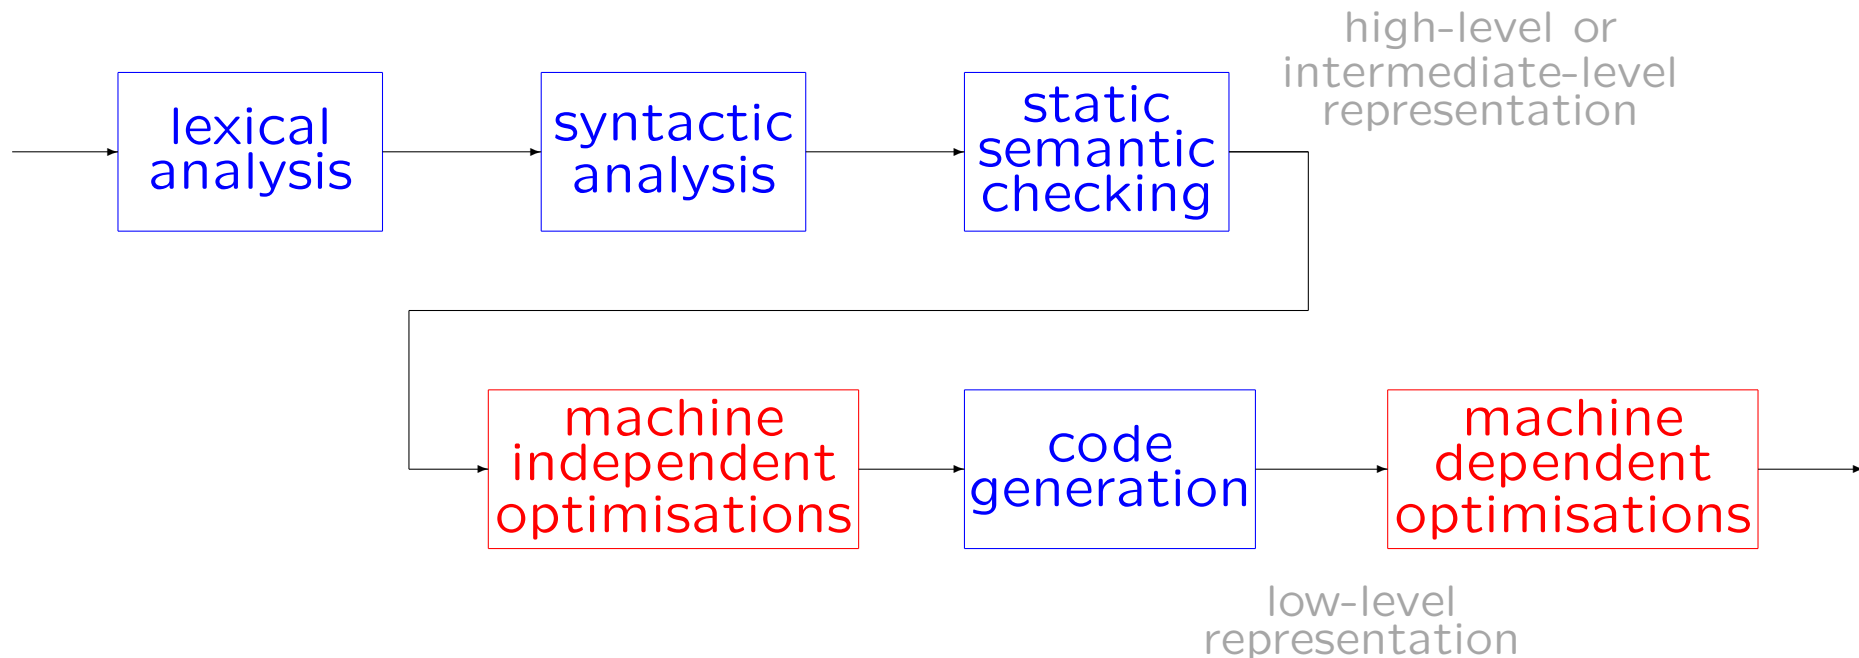 high-level or
intermediate-level
representation
lexical
analysis
syntactic
analysis
static
semantic
checking
machine
independent
optimisations
code
generation
machine
dependent
optimisations
low-level
representation